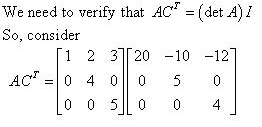 We need to verify that AC^T = (det A) I
So, consider
AC^T = [1 2 3; 0 4 0; 0 0 5] [20 -10 -12; 0 5 0; 0 0 4]